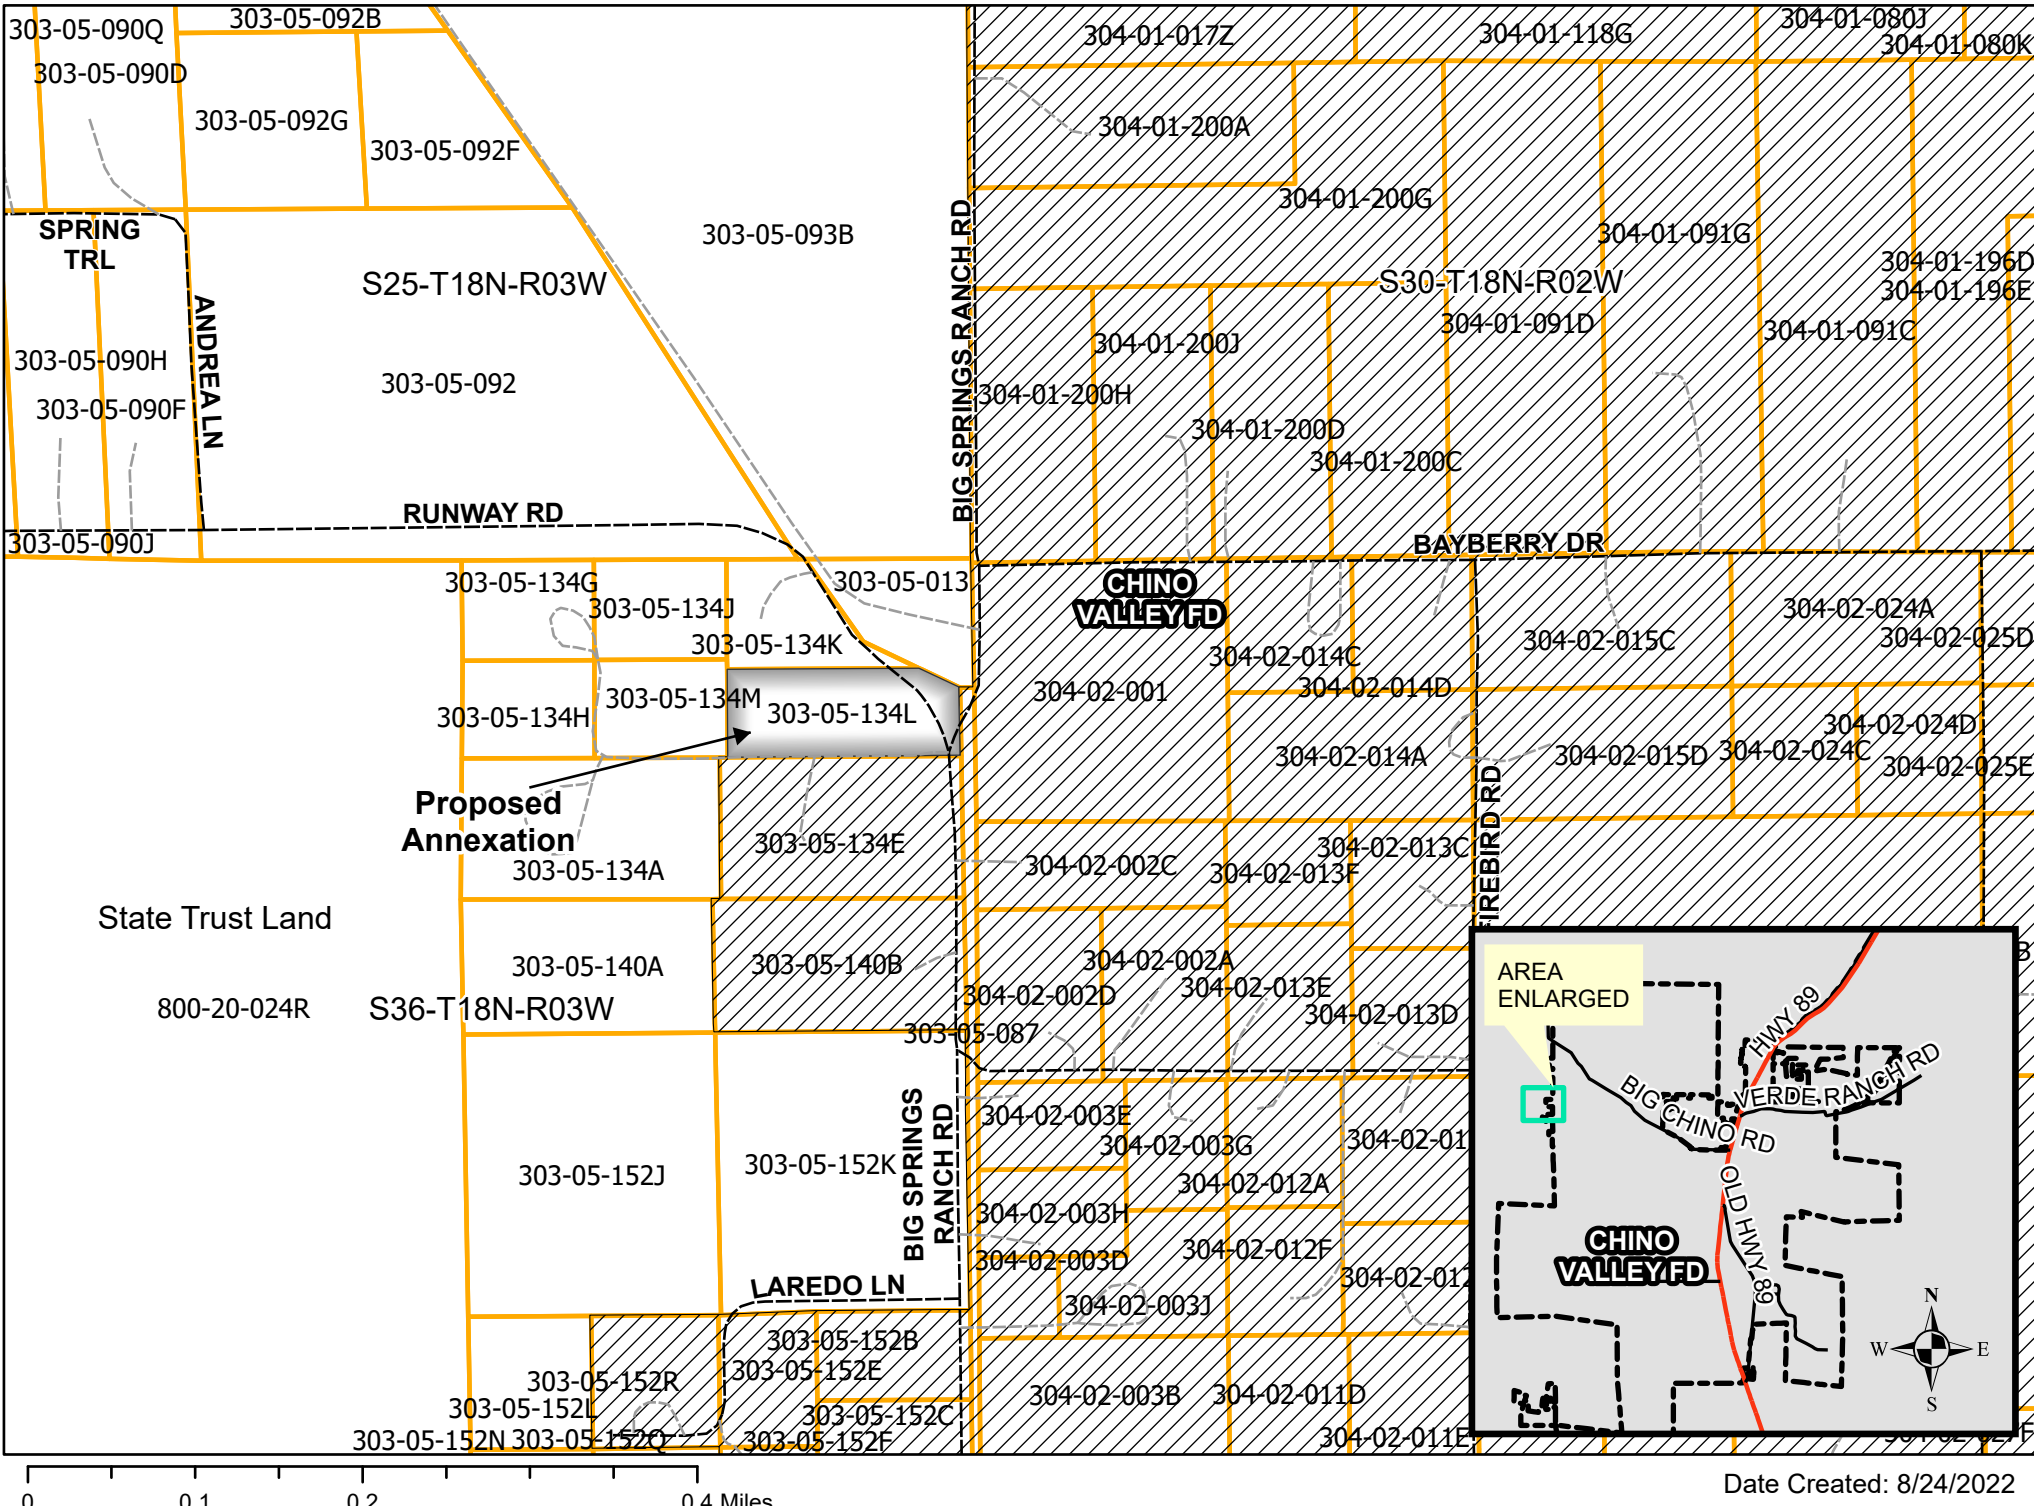 303-05-090Q
303-05-092B
304-01-017Z
304-01-118G
304-01-080J
304-01-080K
303-05-090D
303-05-092G
303-05-092F
304-01-200A
304-01-200G
304-01-091G
SPRING
TRL
303-05-093B
BIG SPRINGS RANCH RD
S25-T18N-R03W
S30-T18N-R02W
304-01-196D
304-01-196E
304-01-091D
304-01-091C
ANDREA LN
303-05-090H
304-01-200J
303-05-092
304-01-200H
303-05-090F
304-01-200D
304-01-200C
RUNWAY RD
303-05-090J
BAYBERRY DR
303-05-134G
303-05-013
CHINO
VALLEY FD
303-05-134J
304-02-024A
303-05-134K
304-02-014C
304-02-015C
304-02-025D
303-05-134M
304-02-001
304-02-014D
303-05-134H
303-05-134L
304-02-024D
304-02-014A
304-02-015D
304-02-024C
304-02-025E
Proposed
Annexation
FIREBIRD RD
303-05-134E
304-02-013C
303-05-134A
304-02-002C
304-02-013F
State Trust Land
303-05-140A
303-05-140B
304-02-002A
304-02-013E
800-20-024R
S36-T18N-R03W
304-02-002D
304-02-013D
303-05-087
304-02-003E
304-02-003G
304-02-01
303-05-152J
303-05-152K
BIG SPRINGS
RANCH RD
304-02-012A
304-02-003H
304-02-003D
304-02-012F
304-02-012
LAREDO LN
304-02-003J
303-05-152B
303-05-152E
303-05-152R
304-02-003B
304-02-011D
303-05-152L
303-05-152C
303-05-152N
303-05-152Q
303-05-152F
304-02-011E
AREA
ENLARGED
HWY 89
BIG CHINO RD
VERDE RANCH RD
OLD HWY 89
CHINO
VALLEY FD
N
W
E
S
0
0.1
0.2
0.4 Miles
Date Created: 8/24/2022